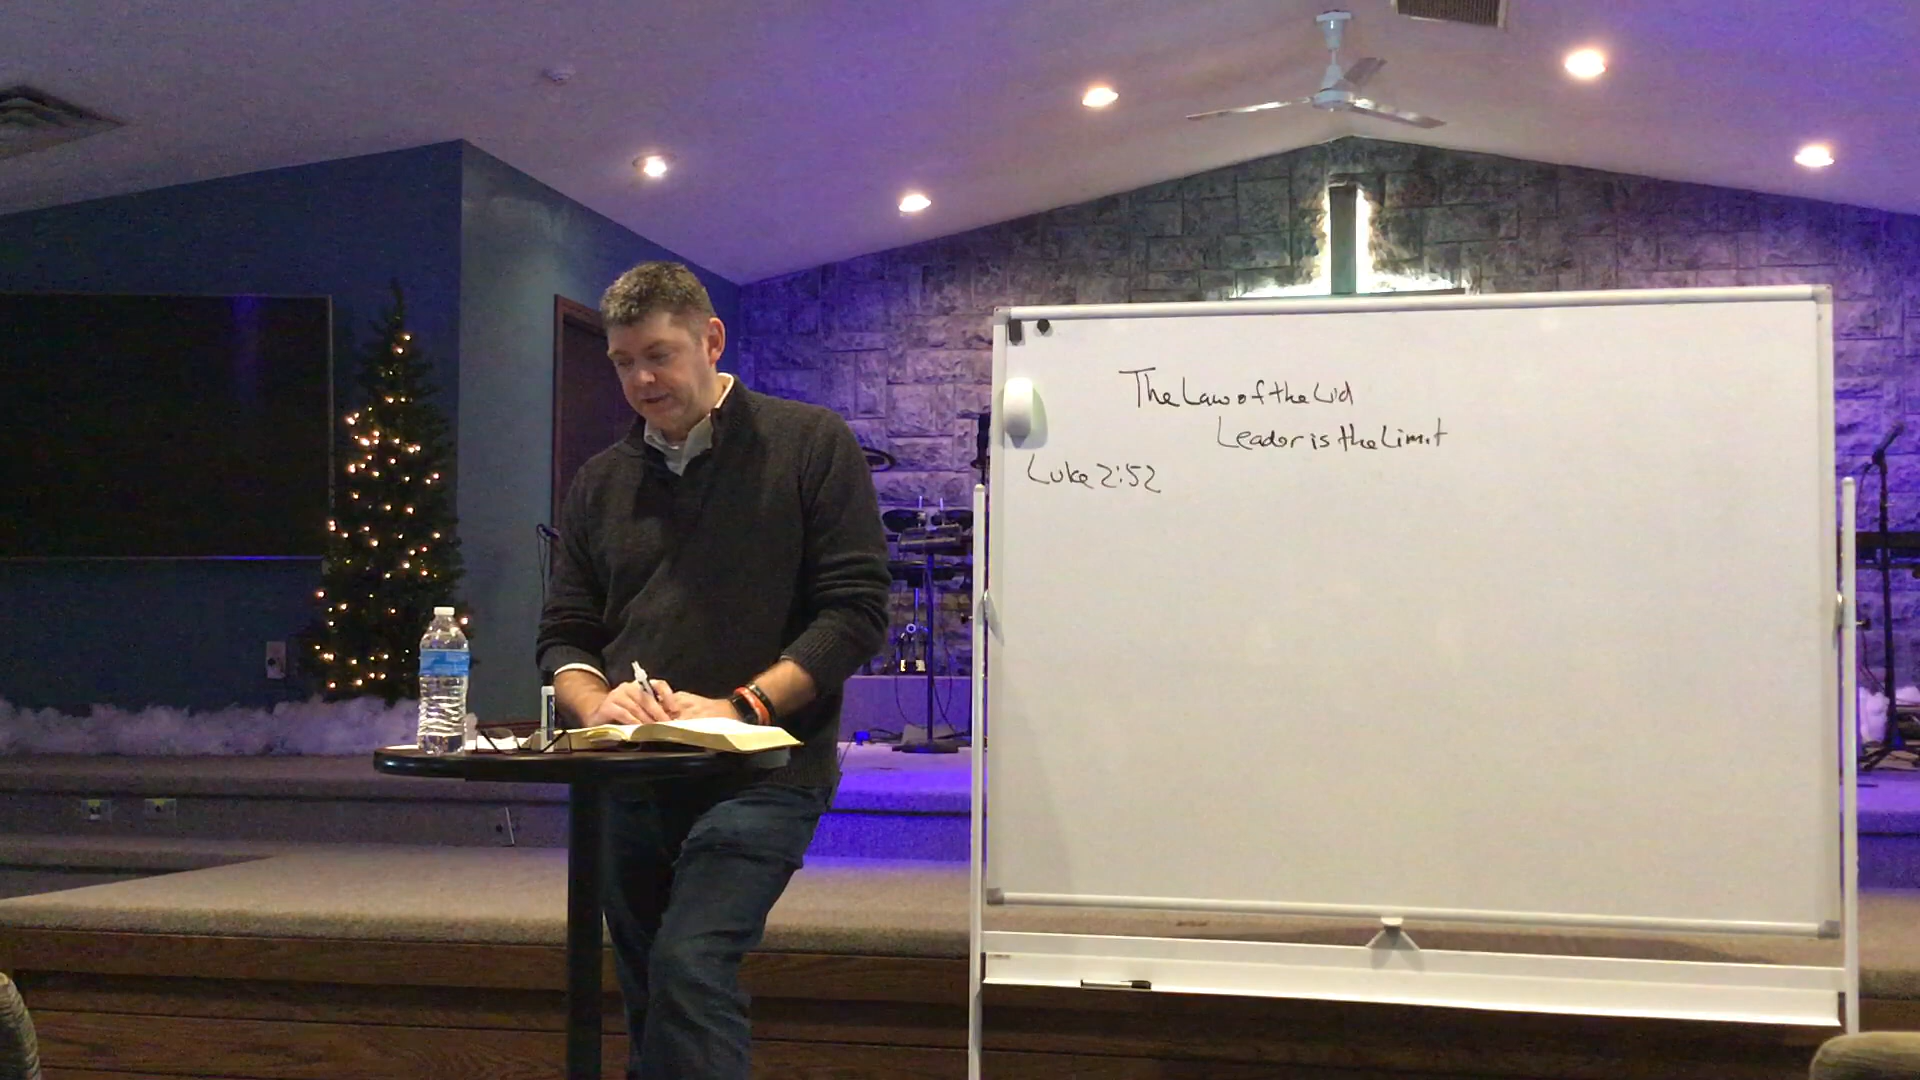 The Law of the Lid
Leader is the Limit
Luke 2:52